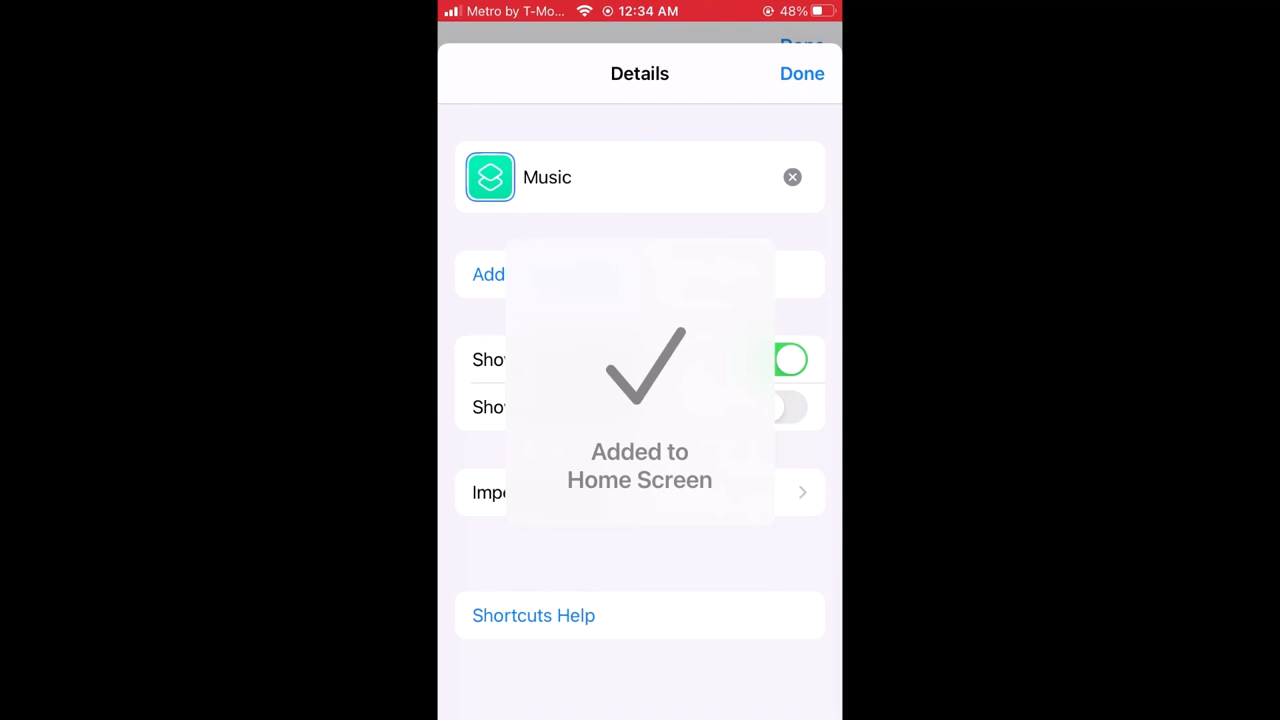 Metro by T-Mo... 12:34 AM 48%
Details Done
Music
Add
Sho
Sho
Added to
Home Screen
Impo
Shortcuts Help